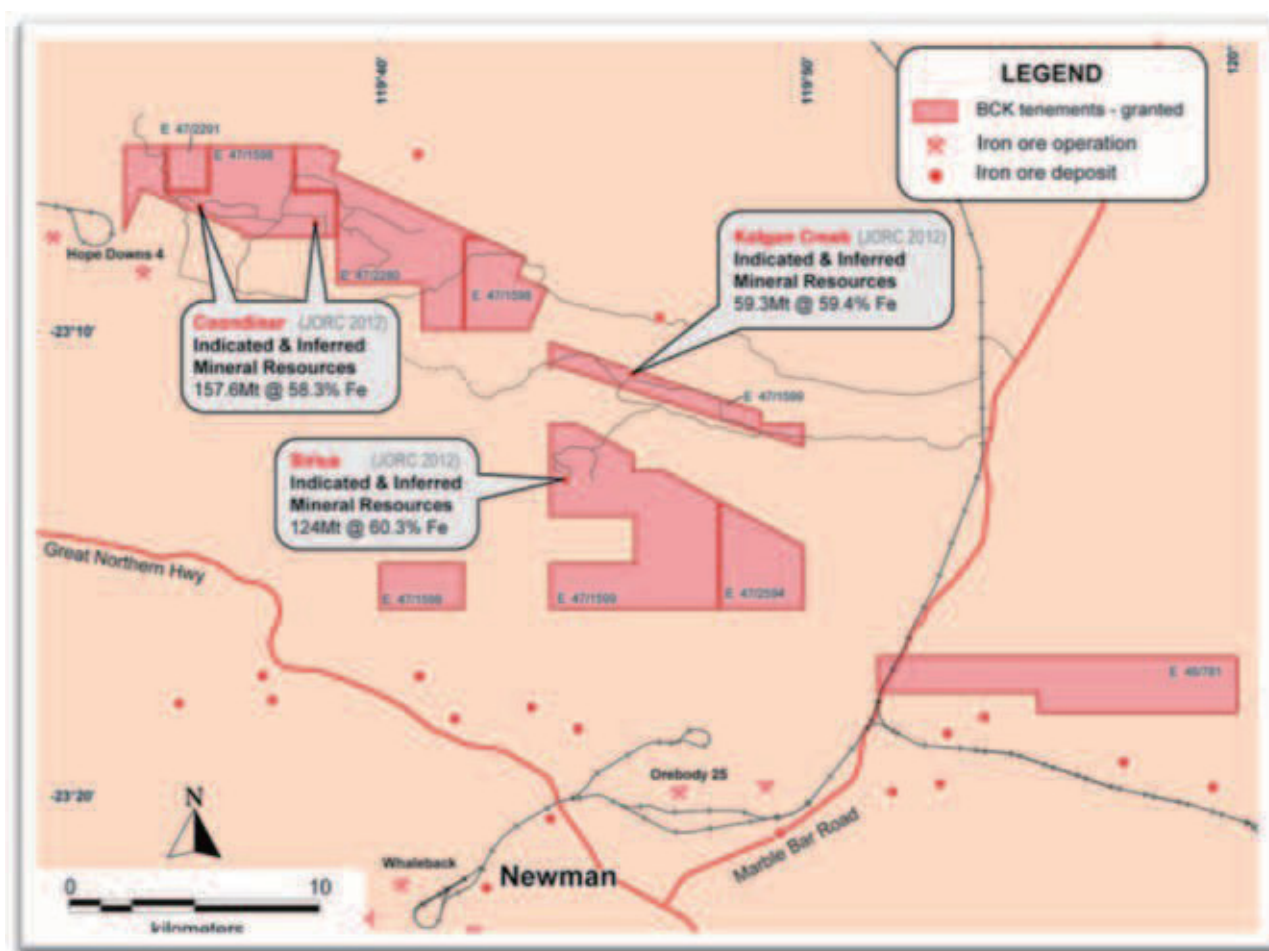 119°40'
119°50'
120°
LEGEND
BCK tenements - granted
Iron ore operation
Iron ore deposit
E 47/2291
E 47/1598
Hope Downs 4
E 47/2280
E 47/1598
-23°10'
Coondiner (JORC 2012)
Indicated & Inferred
Mineral Resources
157.6Mt @ 58.3% Fe
Kalgan Creek (JORC 2012)
Indicated & Inferred
Mineral Resources
59.3Mt @ 59.4% Fe
E 47/1599
Sirius (JORC 2012)
Indicated & Inferred
Mineral Resources
124Mt @ 60.3% Fe
Great Northern Hwy
E 47/1599
E 47/2594
E 46/781
-23°20'
N
Orebody 25
Marble Bar Road
Whaleback
Newman
0 10
kilometers